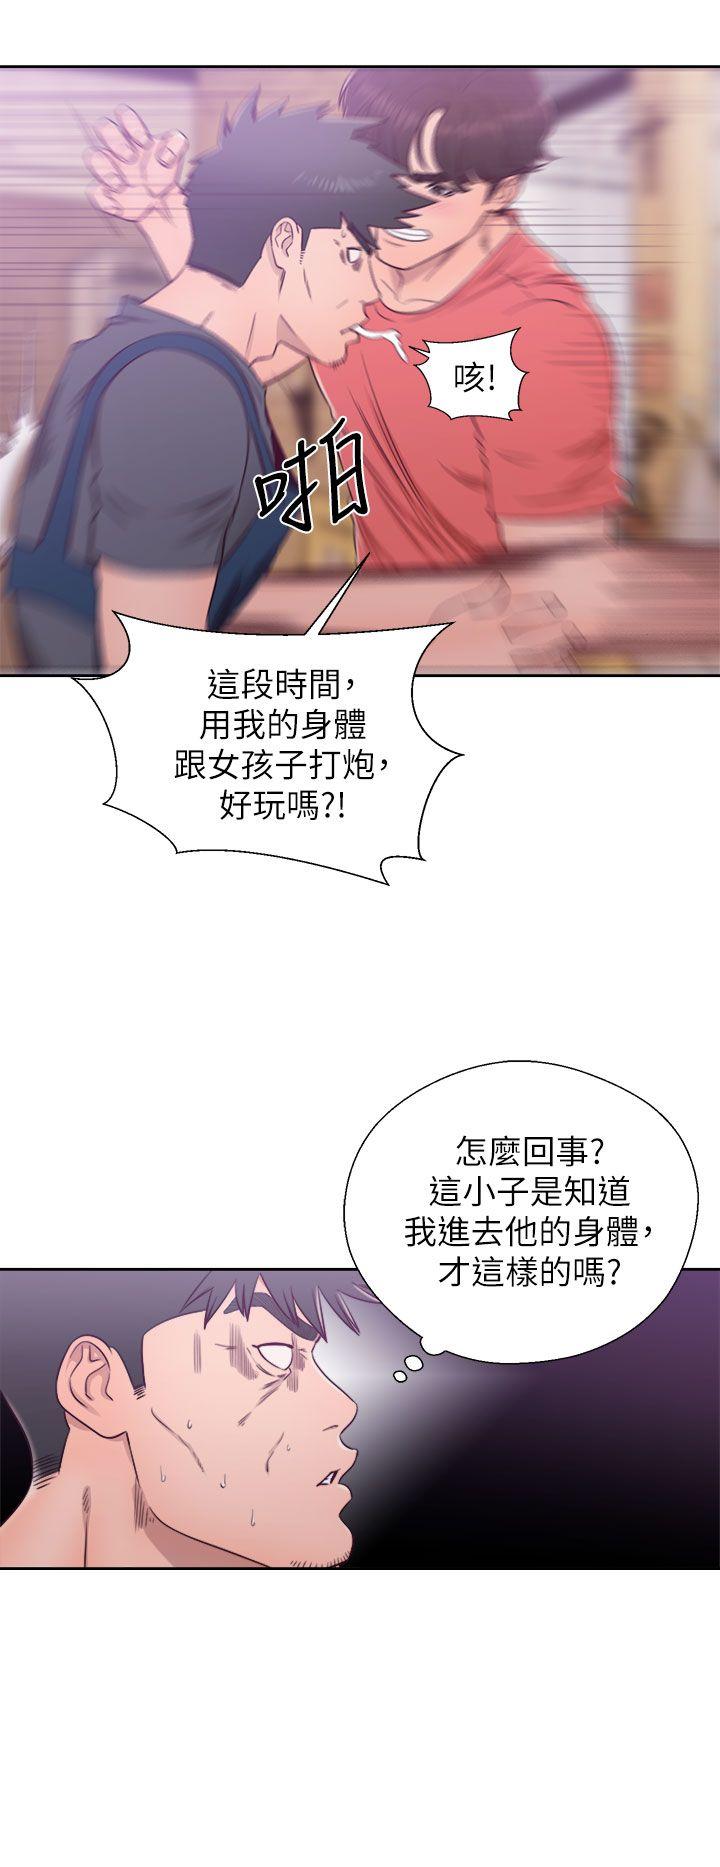 咳!
啪
這段時間，
用我的身體
跟女孩子打炮，
好玩嗎?!
怎麼回事?
這小子是知道
我進去他的身體，
才這樣的嗎?